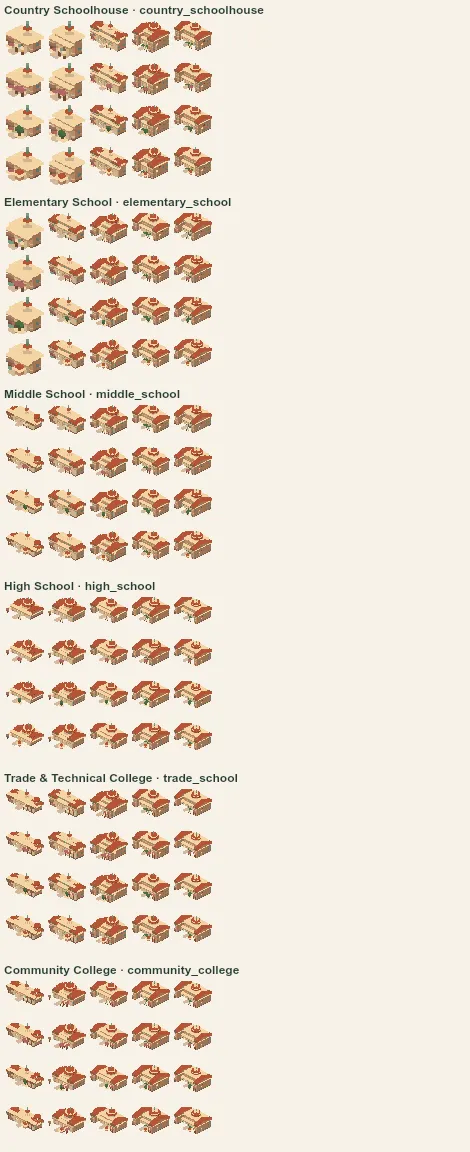 Country Schoolhouse · country_schoolhouse
Elementary School · elementary_school
Middle School · middle_school
High School · high_school
Trade & Technical College · trade_school
Community College · community_college